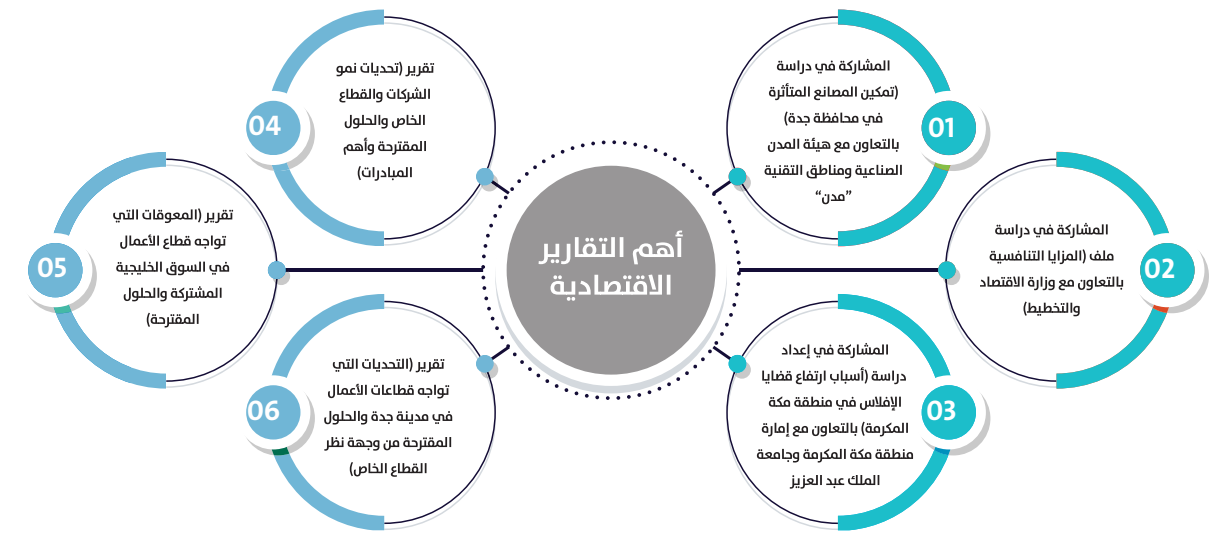 أهم التقارير
الاقتصادية
01
المشاركة في دراسة
(تمكين المصانع المتأثرة
في محافظة جدة)
بالتعاون مع هيئة المدن
الصناعية ومناطق التقنية
”مدن“
02
المشاركة في دراسة
ملف (المزايا التنافسية
بالتعاون مع وزارة الاقتصاد
والتخطيط)
03
المشاركة في إعداد
دراسة (أسباب ارتفاع قضايا
الإفلاس في منطقة مكة
المكرمة) بالتعاون مع إمارة
منطقة مكة المكرمة وجامعة
الملك عبد العزيز
04
تقرير (تحديات نمو
الشركات والقطاع
الخاص والحلول
المقترحة وأهم
المبادرات)
05
تقرير (المعوقات التي
تواجه قطاع الأعمال
في السوق الخليجية
المشتركة والحلول
المقترحة)
06
تقرير (التحديات التي
تواجه قطاعات الأعمال
في مدينة جدة والحلول
المقترحة من وجهة نظر
القطاع الخاص)